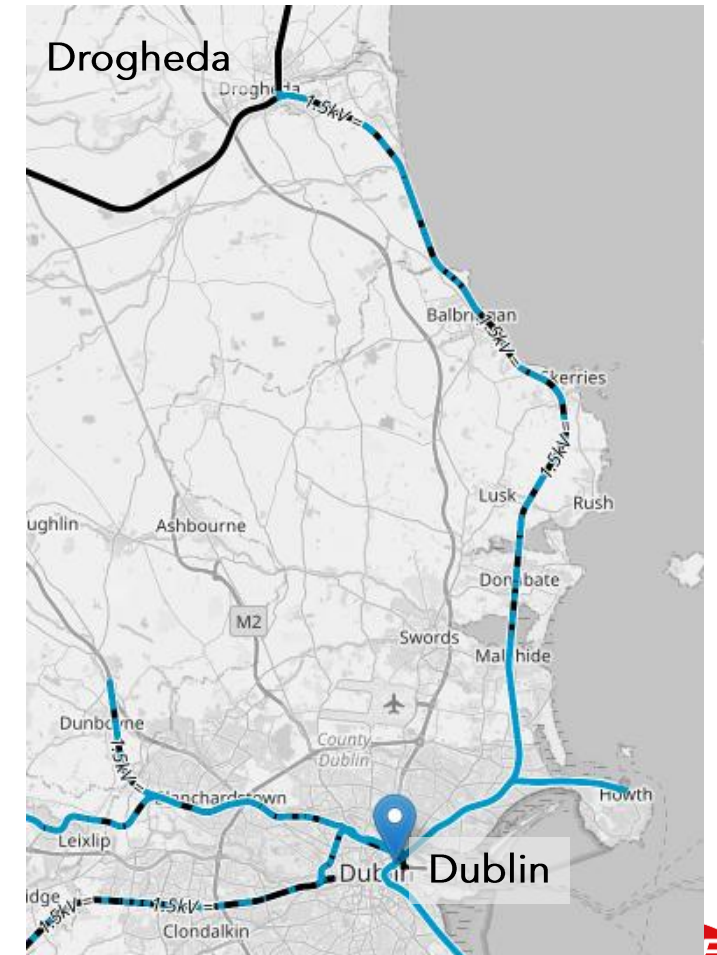 Drogheda
Drogheda
1.5kV=
Balbriggan
1.5kV=
Skerries
1.5kV=
Lusk
Rush
ughlin
Ashbourne
Donabate
M2
Swords
Malahide
Dunboyne
1.5kV=
County
Dublin
Blanchardstown
Howth
Leixlip
Dublin
Dublin
idge
1.5kV=
1.5kV=
Clondalkin